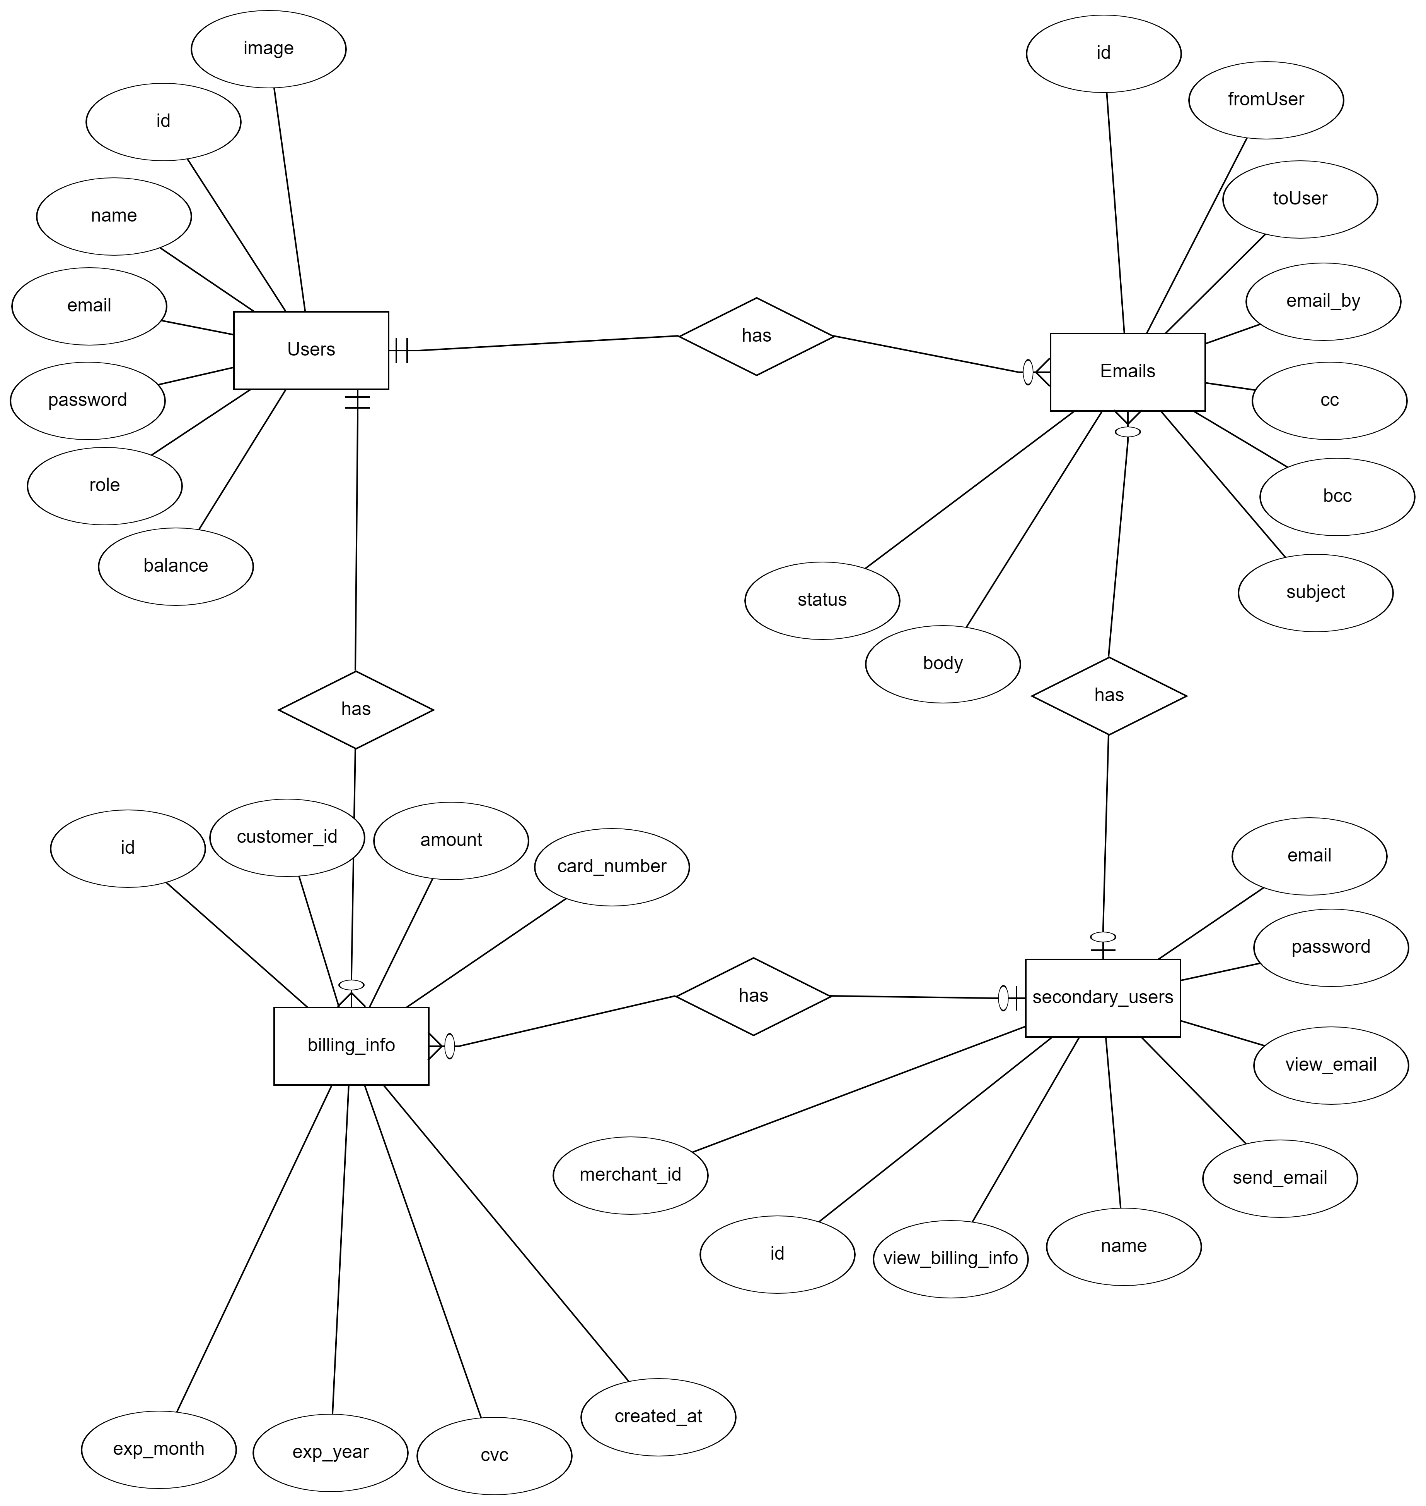 image
id
name
email
password
role
balance
Users
has
id
fromUser
toUser
email_by
cc
bcc
subject
body
status
Emails
has
has
id
customer_id
amount
card_number
billing_info
has
secondary_users
email
password
view_email
send_email
name
view_billing_info
id
merchant_id
exp_month
exp_year
cvc
created_at